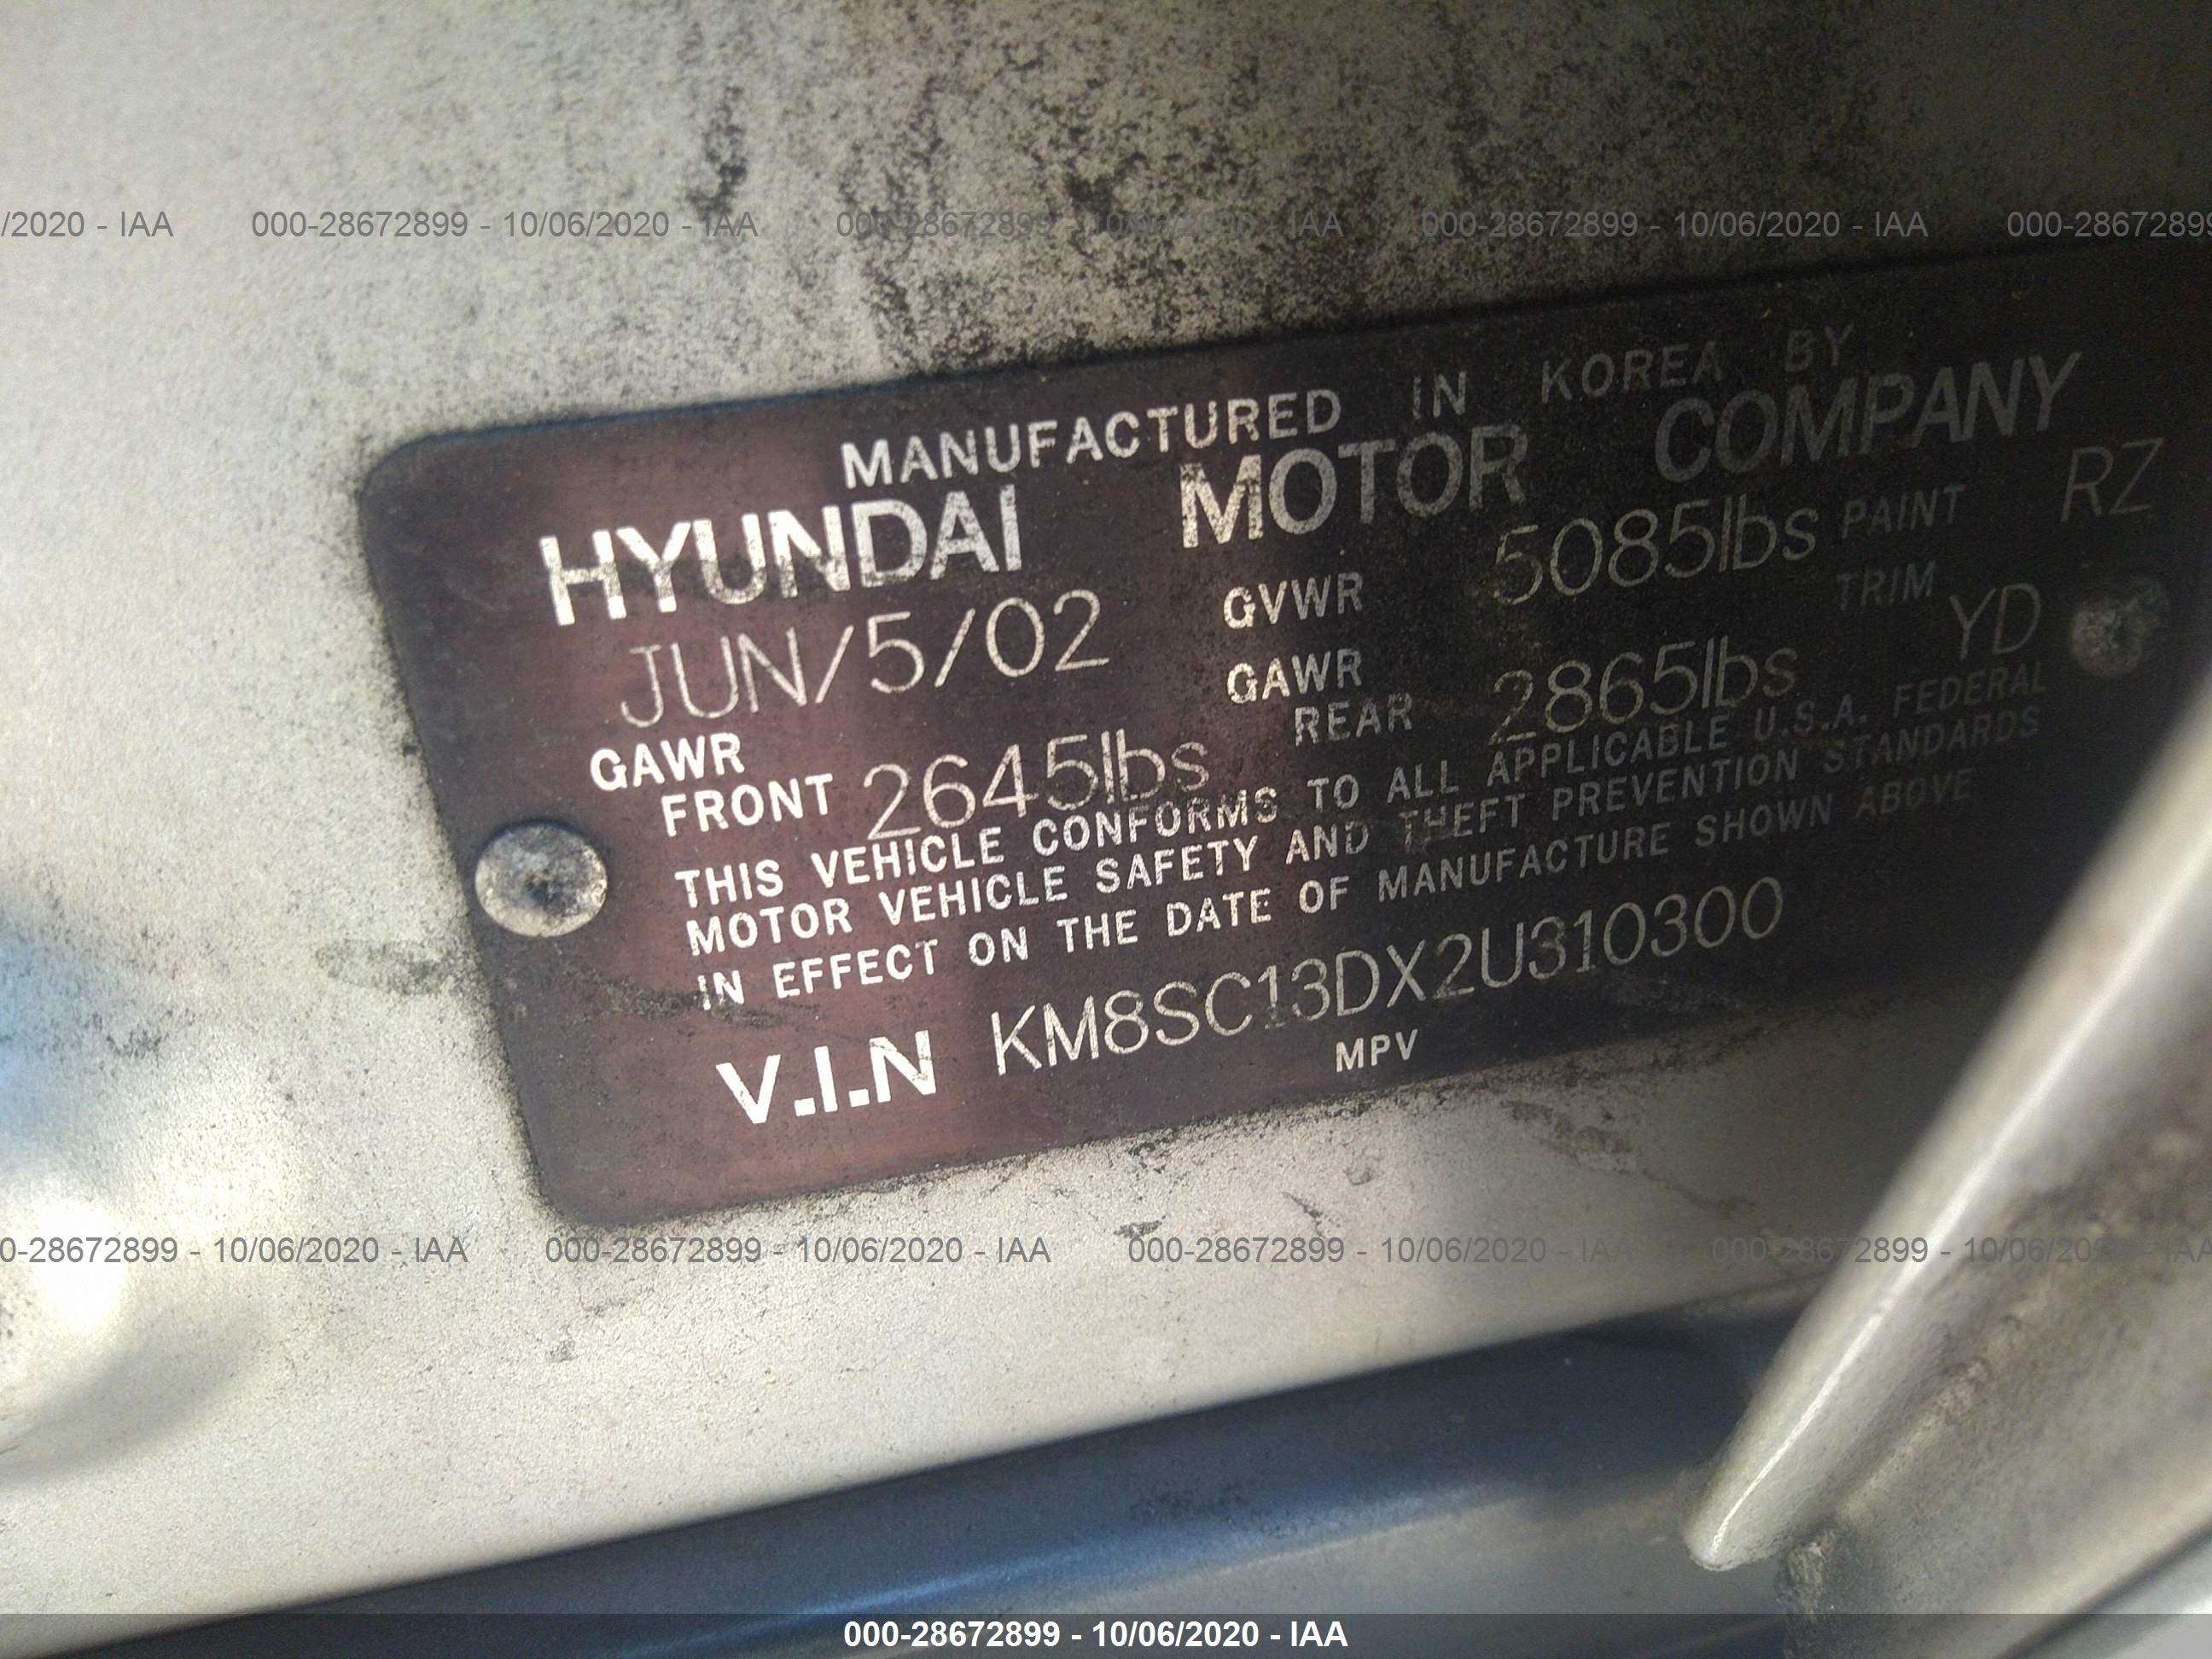 /2020 - IAA 000-28672899 - 10/06/2020 - IAA 000-28672899 - 10/06/2020 - IAA 000-28672899 - 10/06/2020 - IAA 000-2867289
MANUFACTURED IN KOREA BY
HYUNDAI MOTOR COMPANY
JUN/5/02 GVWR 5085lbs PAINT RZ
GAWR FRONT 2645lbs GAWR REAR 2865lbs TRIM YD
THIS VEHICLE CONFORMS TO ALL APPLICABLE U.S.A. FEDERAL
MOTOR VEHICLE SAFETY AND THEFT PREVENTION STANDARDS
IN EFFECT ON THE DATE OF MANUFACTURE SHOWN ABOVE
V.I.N KM8SC13DX2U310300
MPV
0-28672899 - 10/06/2020 - IAA 000-28672899 - 10/06/2020 - IAA 000-28672899 - 10/06/2020 - IAA 000-28672899 - 10/06/2020 - IAA
000-28672899 - 10/06/2020 - IAA